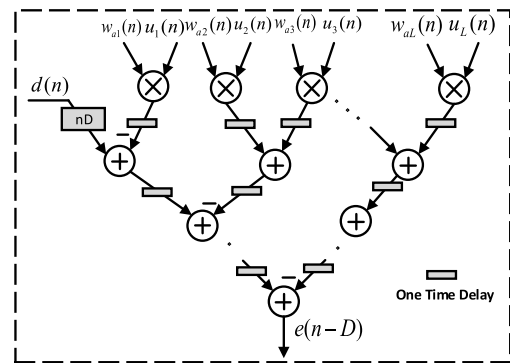 w_{a1}(n) u_1(n) w_{a2}(n) u_2(n) w_{a3}(n) u_3(n) w_{aL}(n) u_L(n)
d(n)
nD
One Time Delay
e(n−D)